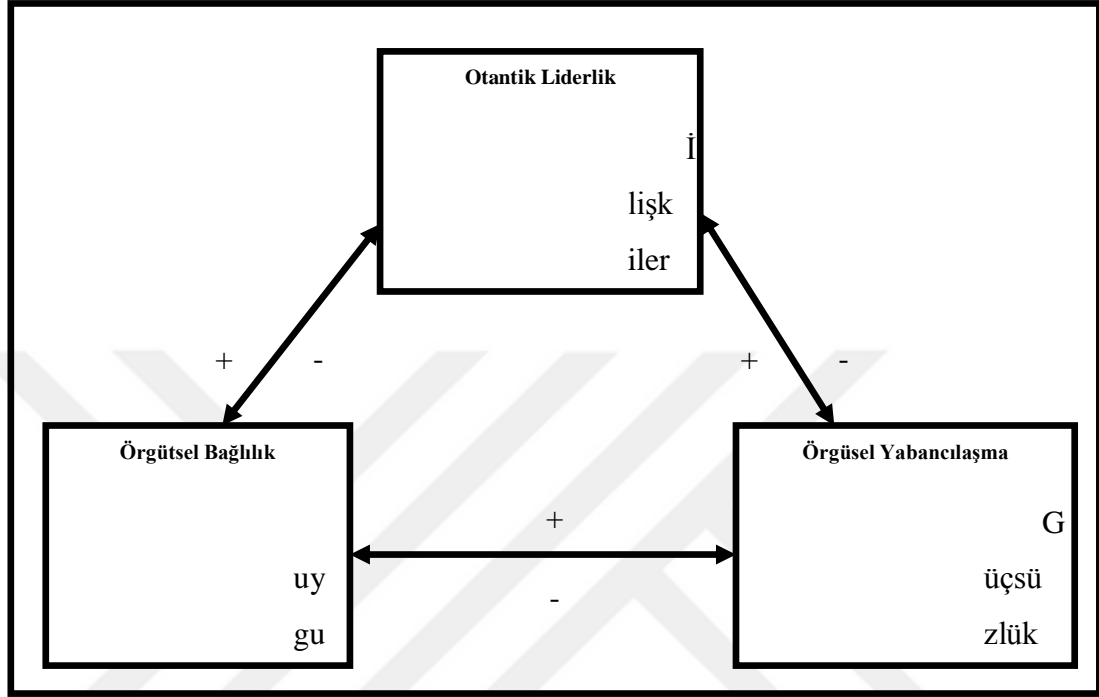 Otantik Liderlik
İ
lişk
iler
+ -
+ -
Örgütsel Bağlılık
uy
gu
+
-
Örgüsel Yabancılaşma
G
üçsü
zlük